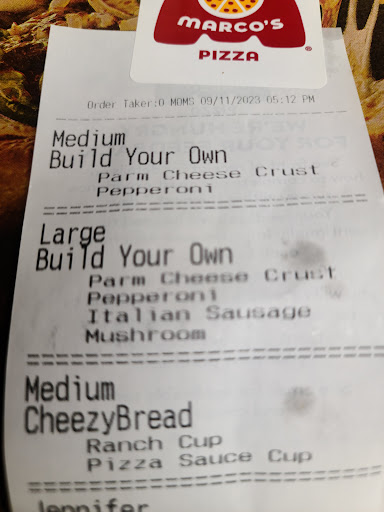 MARCO'S
PIZZA
®
Order Taker:O MOMS 09/11/2023 05:12 PM
Medium
Build Your Own
Parm Cheese Crust
Pepperoni
Large
Build Your Own
Parm Cheese Crust
Pepperoni
Italian Sausage
Mushroom
Medium
CheezyBread
Ranch Cup
Pizza Sauce Cup
Jennifer